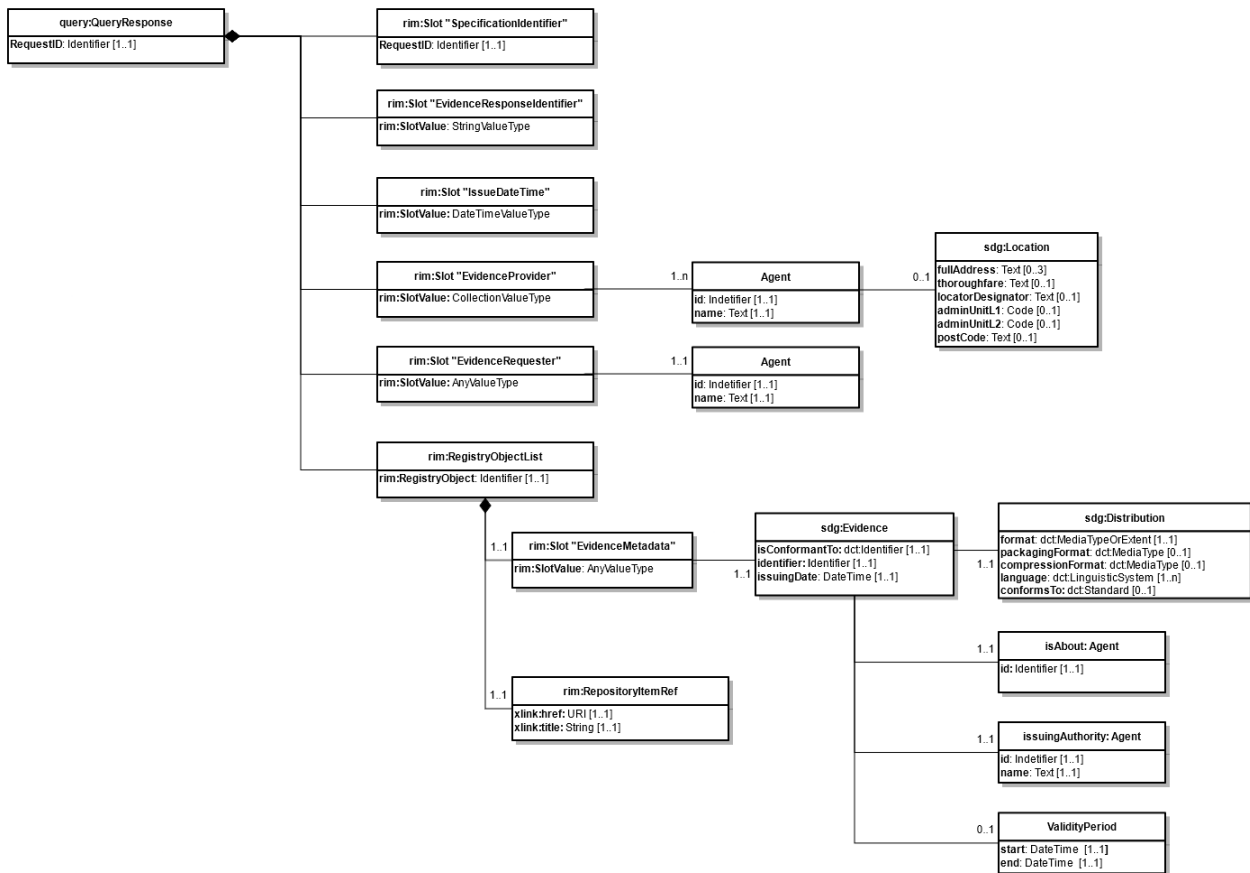 query:QueryResponse
RequestID: Identifier [1..1]
rim:Slot "SpecificationIdentifier"
RequestID: Identifier [1..1]
rim:Slot "EvidenceResponseIdentifier"
rim:SlotValue: StringValueType
rim:Slot "IssueDateTime"
rim:SlotValue: DateTimeValueType
rim:Slot "EvidenceProvider"
rim:SlotValue: CollectionValueType
1..n
Agent
id: Indetifier [1..1]
name: Text [1..1]
0..1
sdg:Location
fullAddress: Text [0..3]
thoroughfare: Text [0..1]
locatorDesignator: Text [0..1]
adminUnitL1: Code [0..1]
adminUnitL2: Code [0..1]
postCode: Text [0..1]
rim:Slot "EvidenceRequester"
rim:SlotValue: AnyValueType
1..1
Agent
id: Indetifier [1..1]
name: Text [1..1]
rim:RegistryObjectList
rim:RegistryObject: Identifier [1..1]
1..1
rim:Slot "EvidenceMetadata"
rim:SlotValue: AnyValueType
1..1
sdg:Evidence
isConformantTo: dct:Identifier [1..1]
identifier: Identifier [1..1]
issuingDate: DateTime [1..1]
1..1
sdg:Distribution
format: dct:MediaTypeOrExtent [1..1]
packagingFormat: dct:MediaType [0..1]
compressionFormat: dct:MediaType [0..1]
language: dct:LinguisticSystem [1..n]
conformsTo: dct:Standard [0..1]
1..1
isAbout: Agent
id: Identifier [1..1]
1..1
rim:RepositoryItemRef
xlink:href: URI [1..1]
xlink:title: String [1..1]
1..1
issuingAuthority: Agent
id: Indetifier [1..1]
name: Text [1..1]
0..1
ValidityPeriod
start: DateTime [1..1]
end: DateTime [1..1]